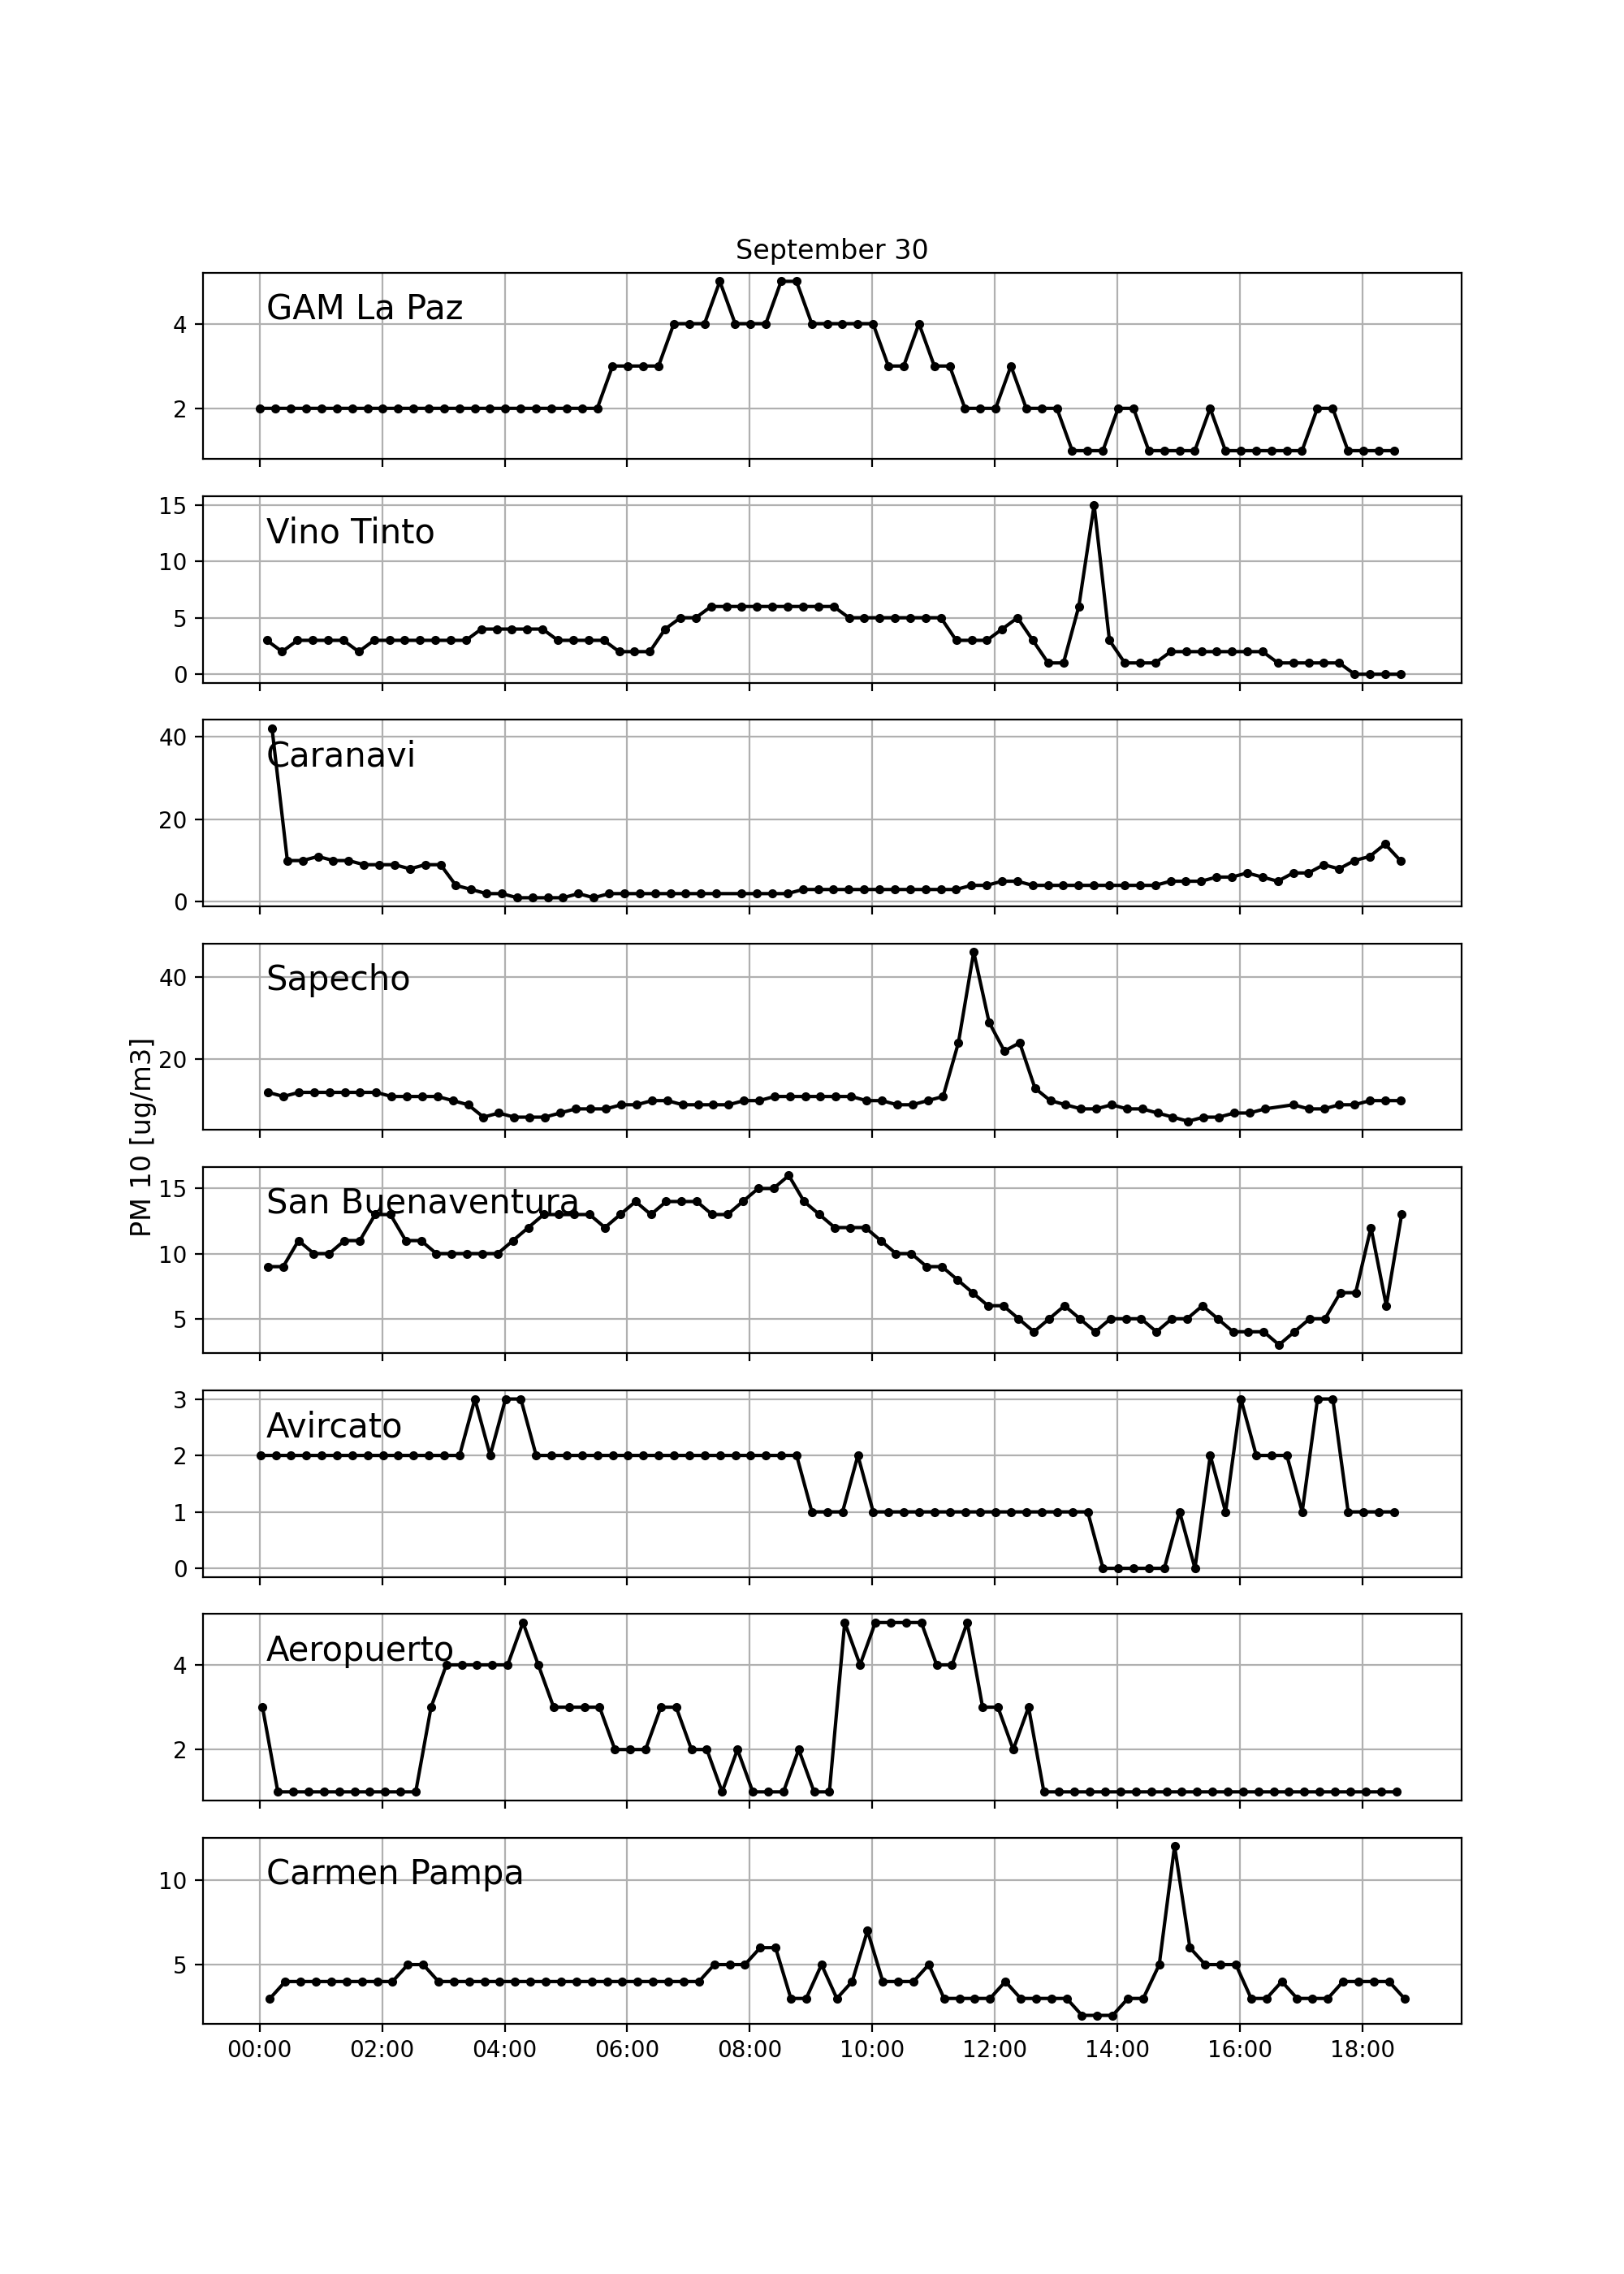 September 30
GAM La Paz
4
2
Vino Tinto
15
10
5
0
Caranavi
40
20
0
Sapecho
40
20
PM 10 [ug/m3]
San Buenaventura
15
10
5
Avircato
3
2
1
0
Aeropuerto
4
2
Carmen Pampa
10
5
00:00 02:00 04:00 06:00 08:00 10:00 12:00 14:00 16:00 18:00